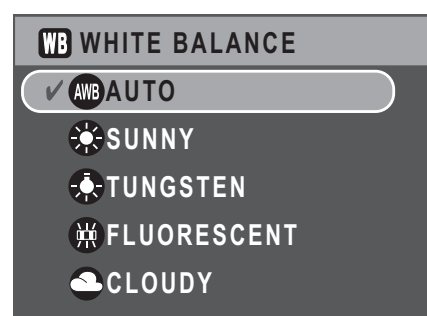 WB WHITE BALANCE
✔ AWB AUTO
SUNNY
TUNGSTEN
FLUORESCENT
CLOUDY